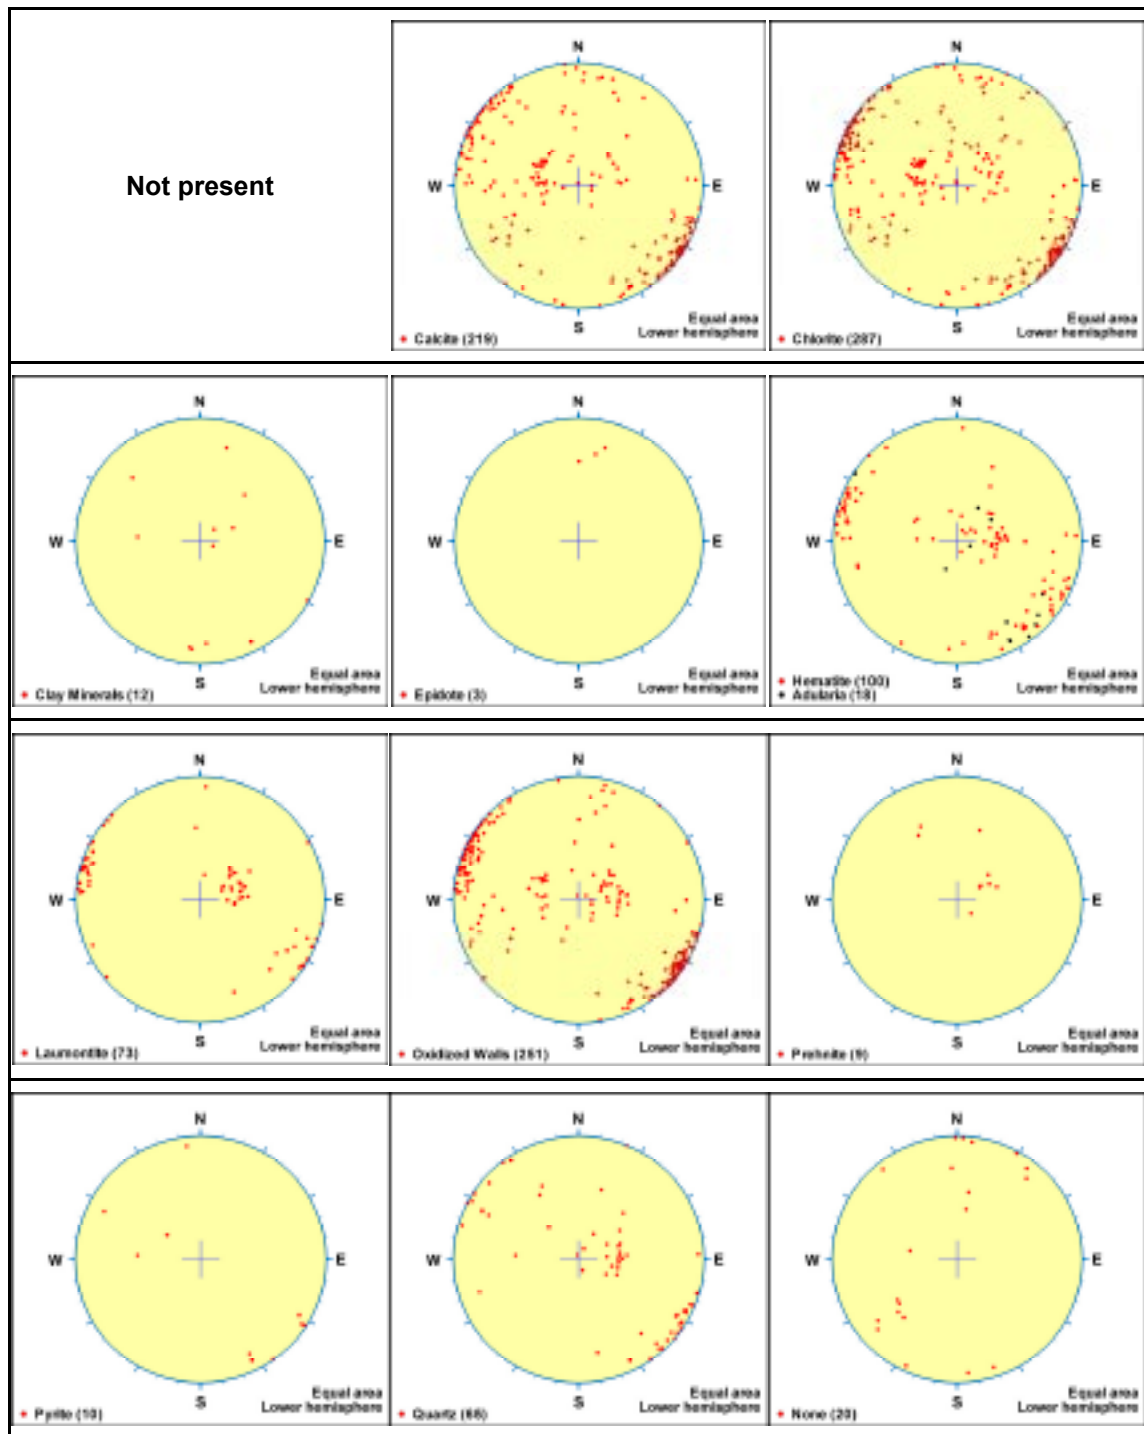 Not present
N
W
E
S
Equal area
Lower hemisphere
Calcite (219)
N
W
E
S
Equal area
Lower hemisphere
Chlorite (287)
N
W
E
S
Equal area
Lower hemisphere
Clay Minerals (12)
N
W
E
S
Equal area
Lower hemisphere
Epidote (3)
N
W
E
S
Equal area
Lower hemisphere
Hematite (100)
Adularia (18)
N
W
E
S
Equal area
Lower hemisphere
Laumontite (73)
N
W
E
S
Equal area
Lower hemisphere
Oxidized Walls (251)
N
W
E
S
Equal area
Lower hemisphere
Prehnite (9)
N
W
E
S
Equal area
Lower hemisphere
Pyrite (10)
N
W
E
S
Equal area
Lower hemisphere
Quartz
N
W
E
S
Equal area
Lower hemisphere
None (20)